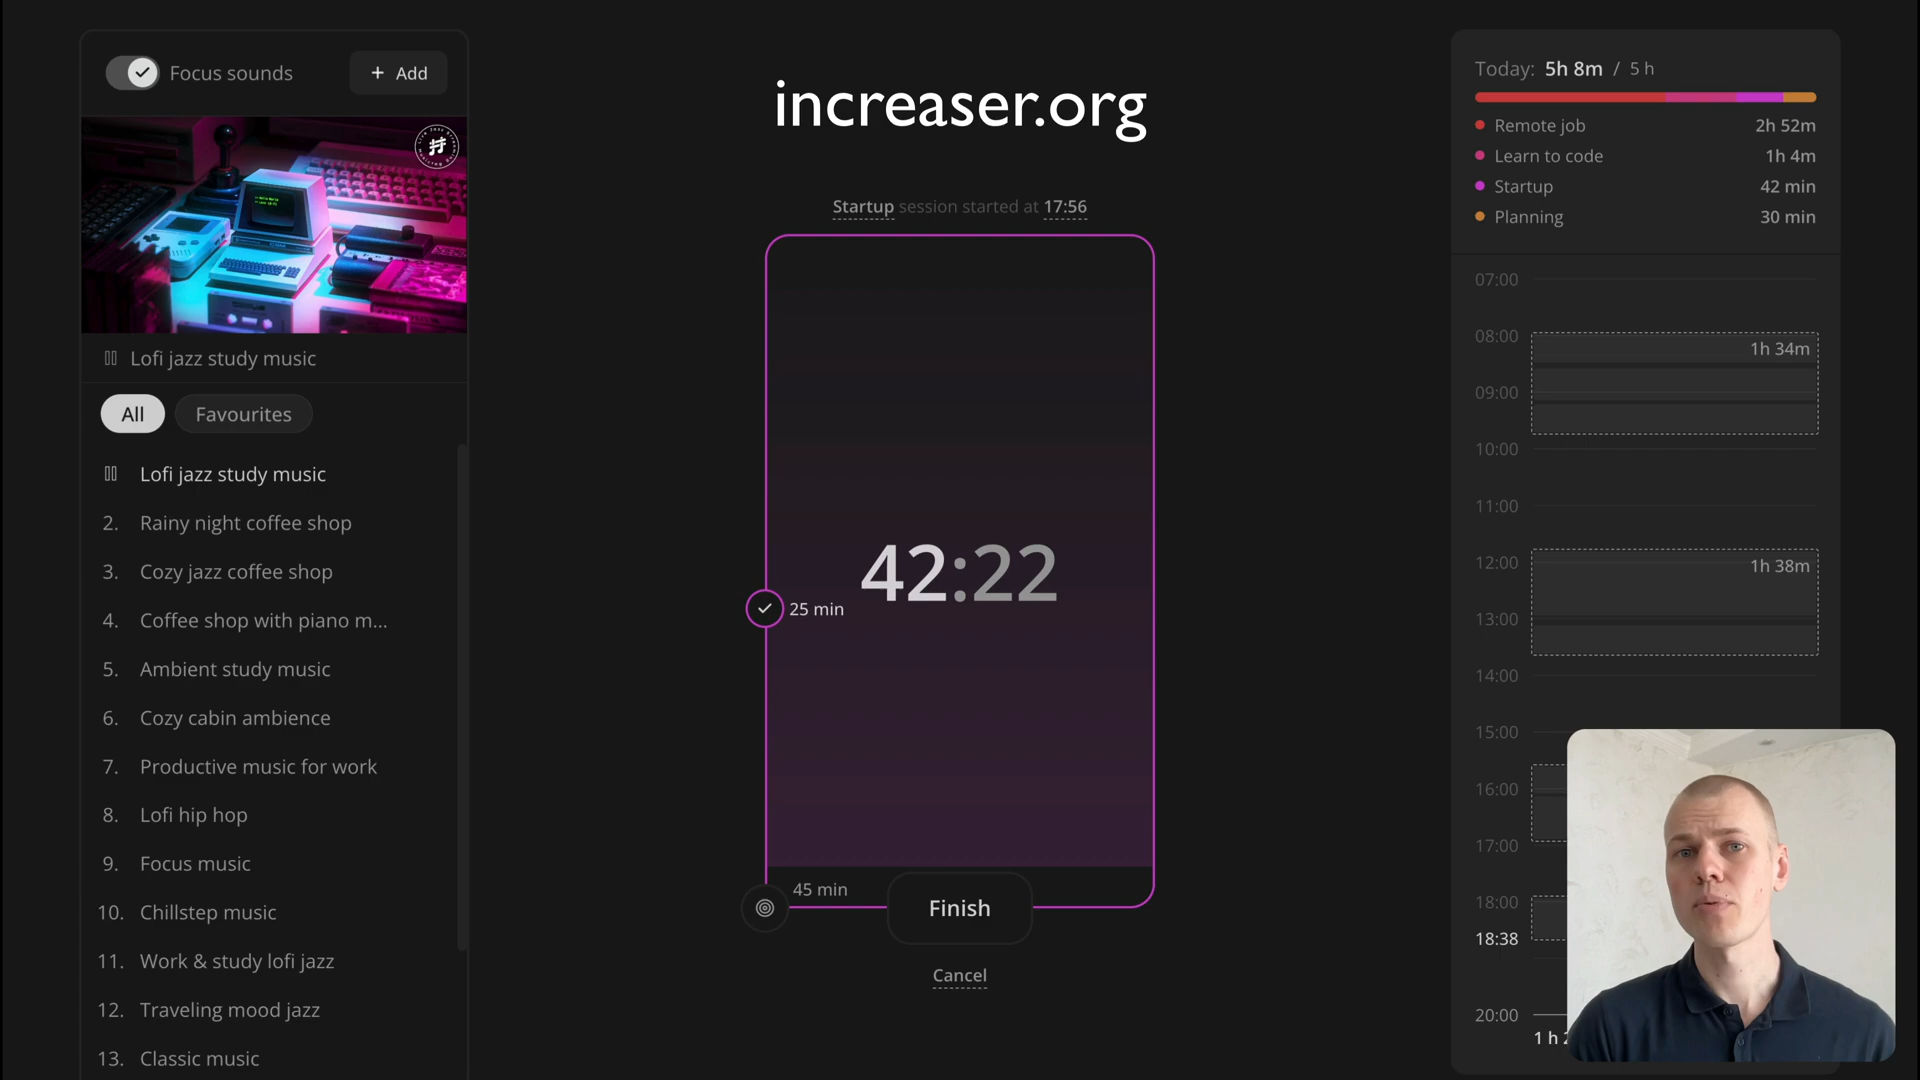 Focus sounds
+ Add
Lofi jazz study music
All
Favourites
Lofi jazz study music
2. Rainy night coffee shop
3. Cozy jazz coffee shop
4. Coffee shop with piano m...
5. Ambient study music
6. Cozy cabin ambience
7. Productive music for work
8. Lofi hip hop
9. Focus music
10. Chillstep music
11. Work & study lofi jazz
12. Traveling mood jazz
13. Classic music
increaser.org
Startup session started at 17:56
42:22
25 min
45 min
Finish
Cancel
Today: 5h 8m / 5 h
Remote job 2h 52m
Learn to code 1h 4m
Startup 42 min
Planning 30 min
07:00
08:00
1h 34m
09:00
10:00
11:00
12:00
1h 38m
13:00
14:00
15:00
16:00
17:00
18:00
18:38
20:00
1 h